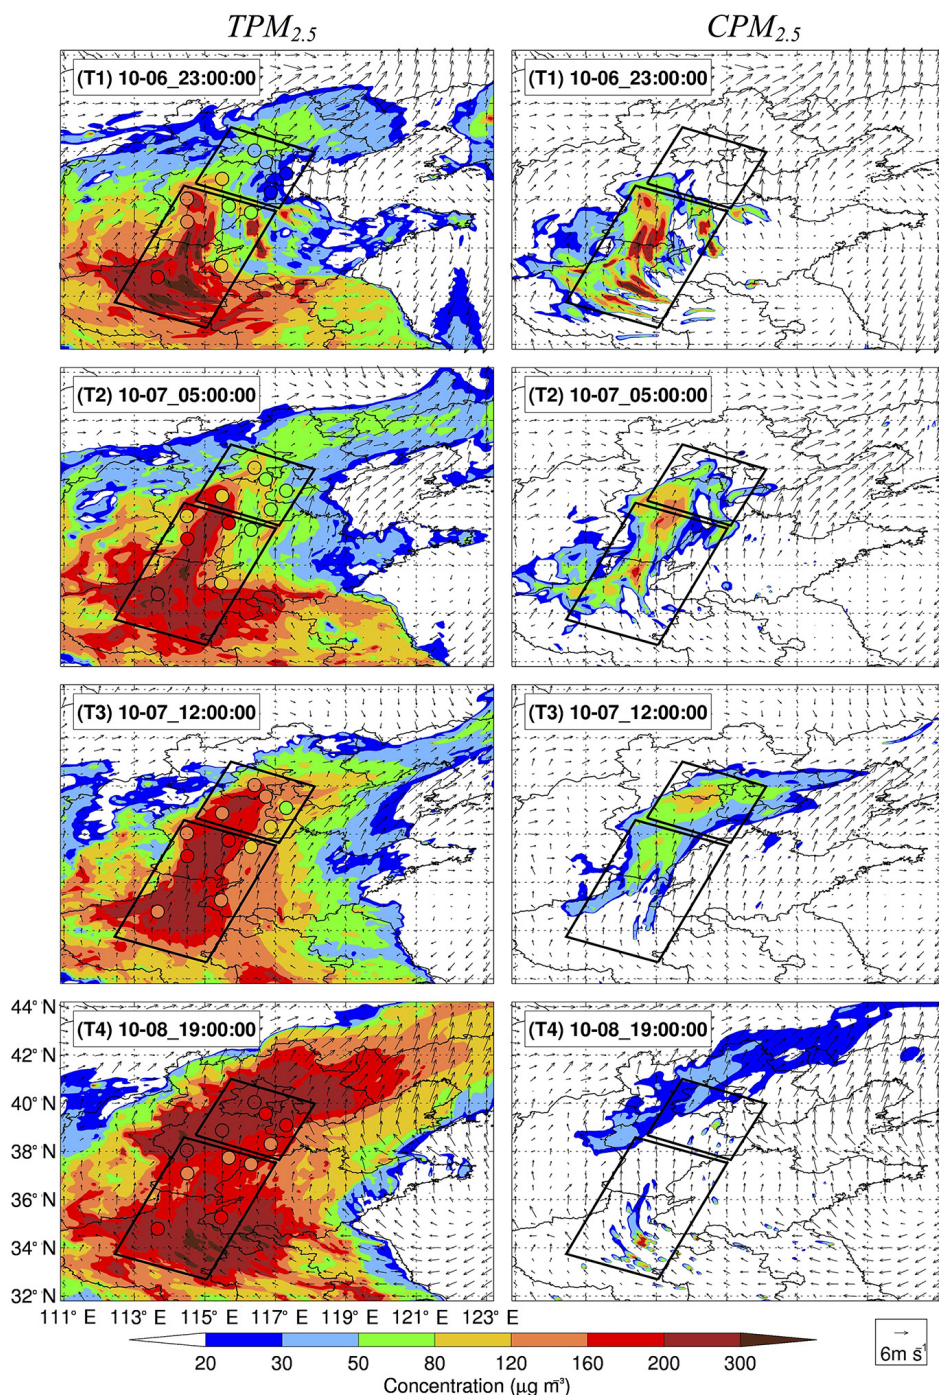 TPM2.5 CPM2.5
(T1) 10-06_23:00:00 (T1) 10-06_23:00:00
(T2) 10-07_05:00:00 (T2) 10-07_05:00:00
(T3) 10-07_12:00:00 (T3) 10-07_12:00:00
44° N
(T4) 10-08_19:00:00 (T4) 10-08_19:00:00
42° N
40° N
38° N
36° N
34° N
32° N
111° E 113° E 115° E 117° E 119° E 121° E 123° E
20 30 50 80 120 160 200 300
6m s̄¹
Concentration (μg m̄³)